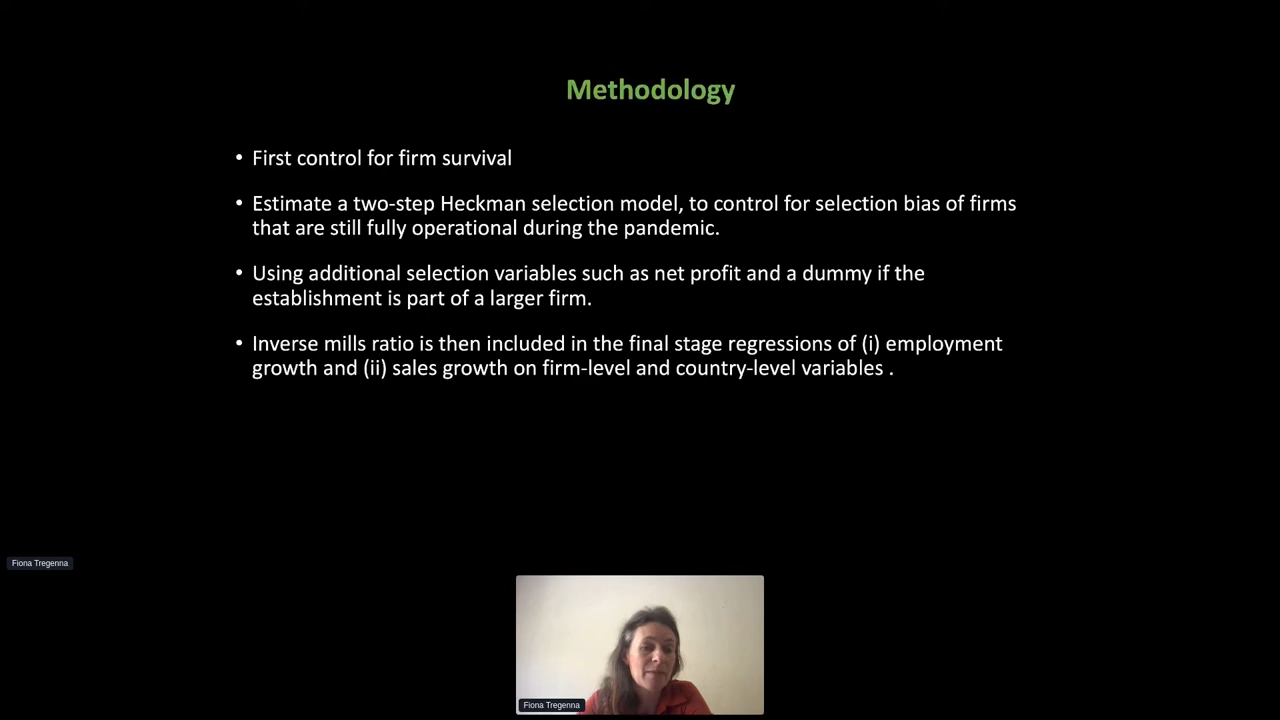 Methodology
• First control for firm survival
• Estimate a two-step Heckman selection model, to control for selection bias of firms
that are still fully operational during the pandemic.
• Using additional selection variables such as net profit and a dummy if the
establishment is part of a larger firm.
• Inverse mills ratio is then included in the final stage regressions of (i) employment
growth and (ii) sales growth on firm-level and country-level variables .
Fiona Tregenna
Fiona Tregenna